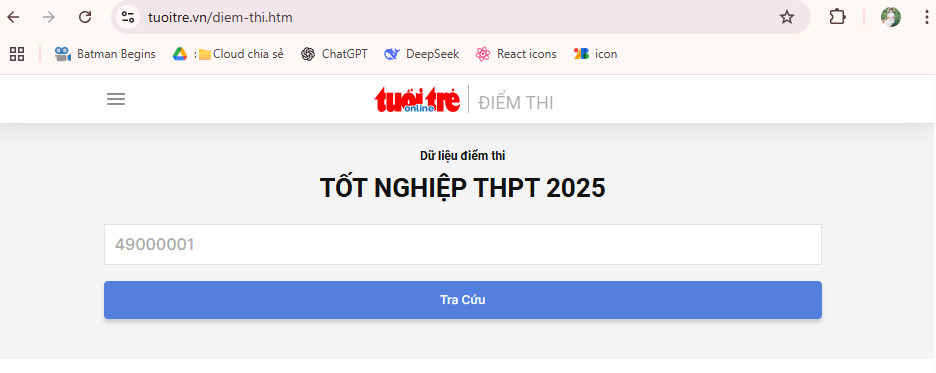 tuoitre.vn/diem-thi.htm
Batman Begins : Cloud chia sẻ ChatGPT DeepSeek React icons icon
tuổi trẻ online ĐIỂM THI
Dữ liệu điểm thi
TỐT NGHIỆP THPT 2025
49000001
Tra Cứu